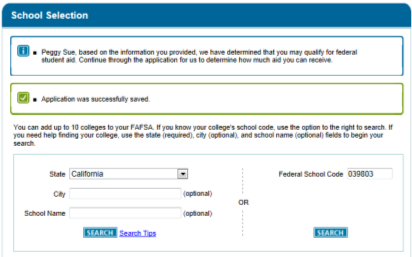 School Selection
Peggy Sue, based on the information you provided, we have determined that you may qualify for federal
student aid. Continue through the application for us to determine how much aid you can receive.
Application was successfully saved.
You can add up to 10 colleges to your FAFSA. If you know your college's school code, use the option to the right to search. If
you need help finding your college, use the state (required), city (optional), and school name (optional) fields to begin your
search.
State California
Federal School Code 039803
City (optional)
OR
School Name (optional)
SEARCH Search Tips
SEARCH